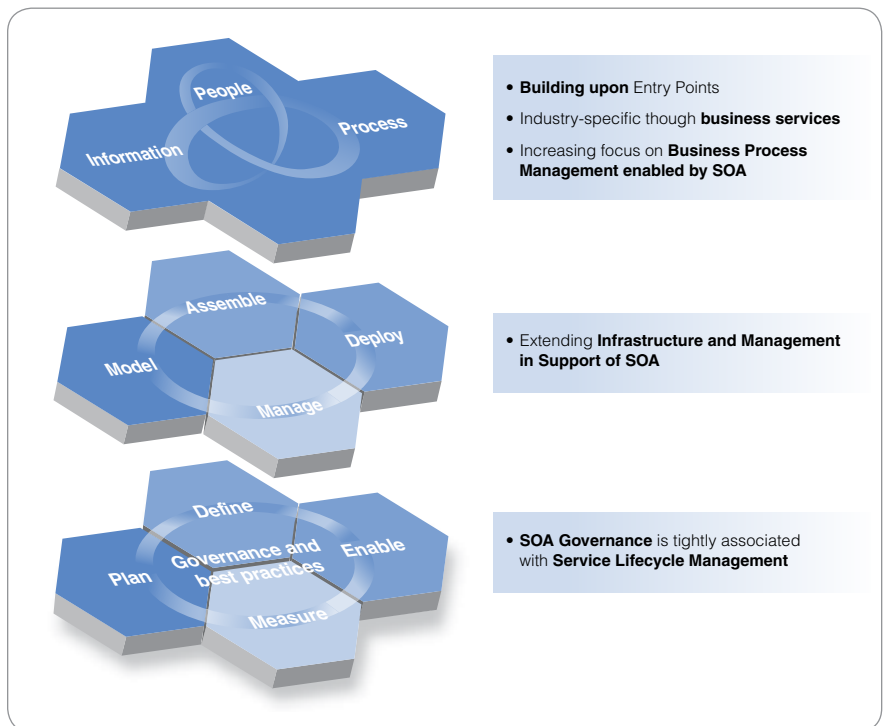 People
Process
Information
• Building upon Entry Points
• Industry-specific though business services
• Increasing focus on Business Process
Management enabled by SOA
Assemble
Deploy
Model
Manage
• Extending Infrastructure and Management
in Support of SOA
Define
Enable
Governance and
best practices
Plan
Measure
• SOA Governance is tightly associated
with Service Lifecycle Management